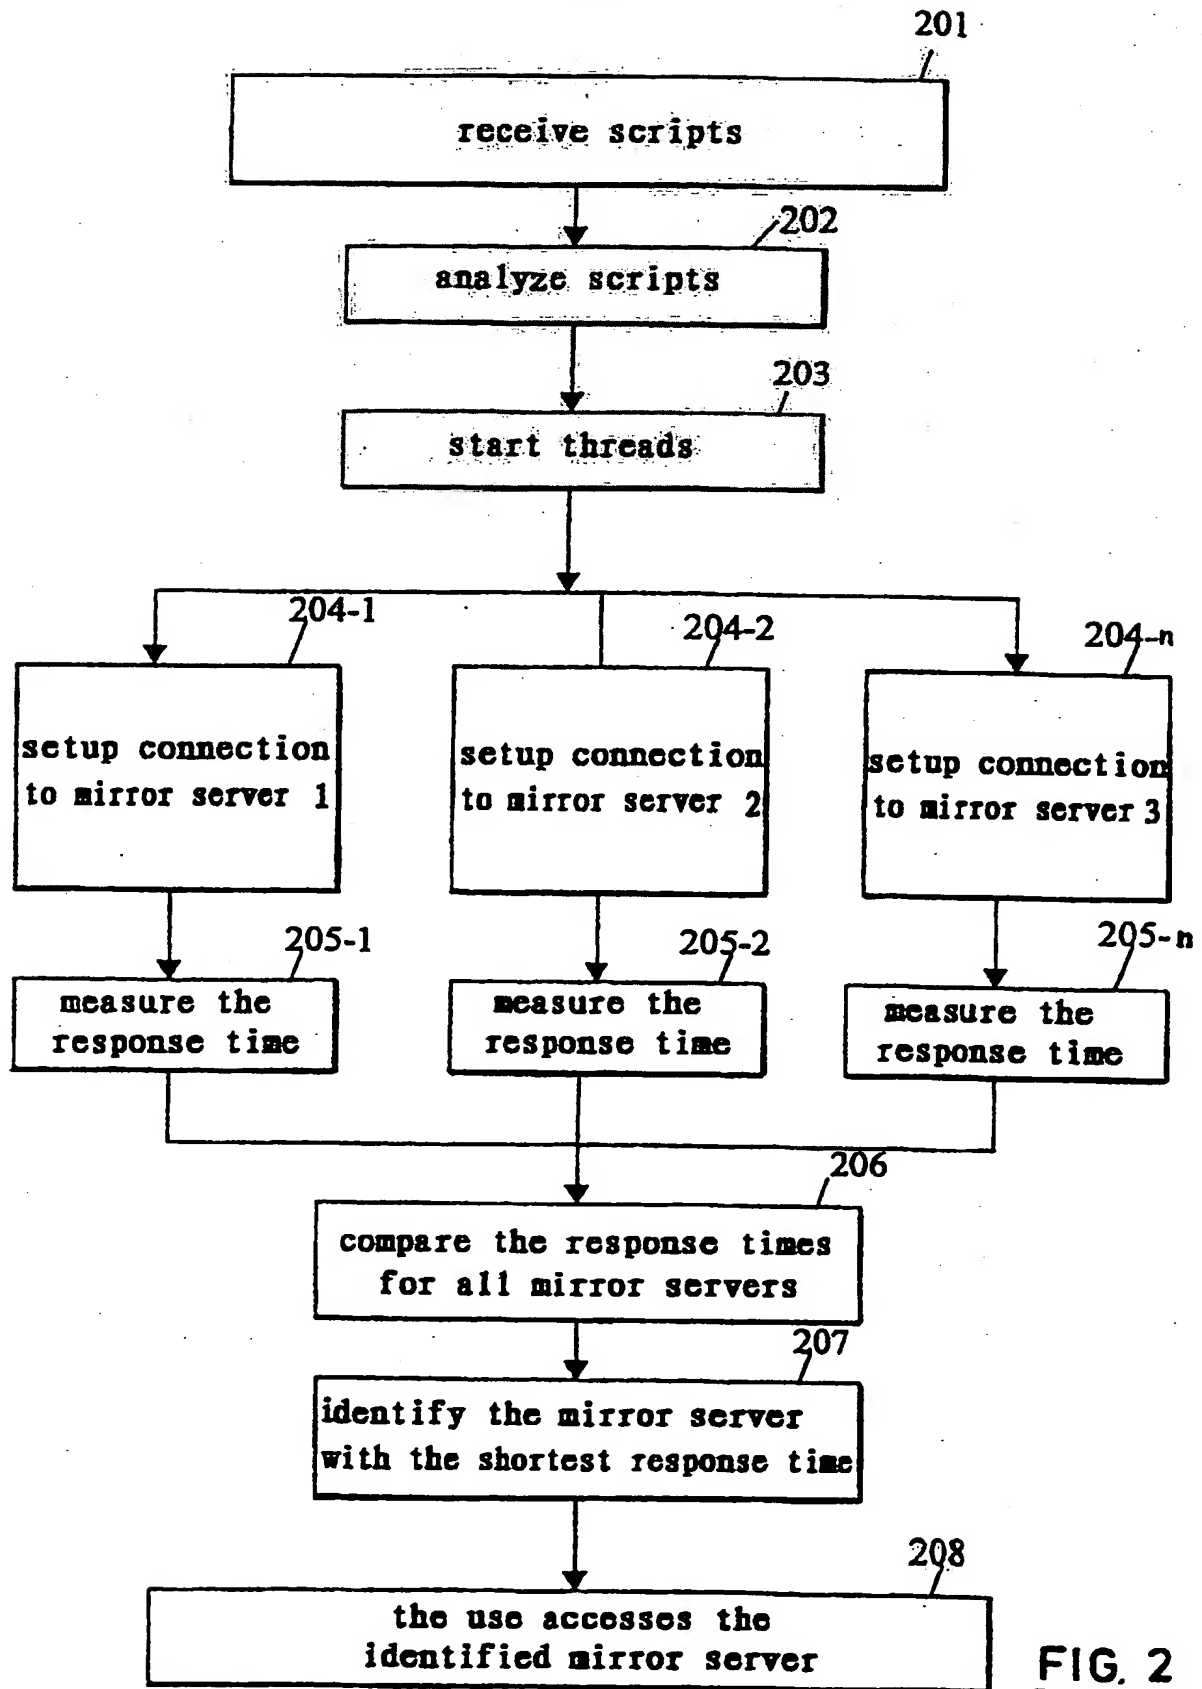 201
receive scripts
202
analyze scripts
203
start threads
204-1
204-2
204-n
setup connection
to mirror server 1
setup connection
to mirror server 2
setup connection
to mirror server 3
205-1
205-2
205-n
measure the
response time
measure the
response time
measure the
response time
206
compare the response times
for all mirror servers
207
identify the mirror server
with the shortest response time
208
the use accesses the
identified mirror server
FIG. 2